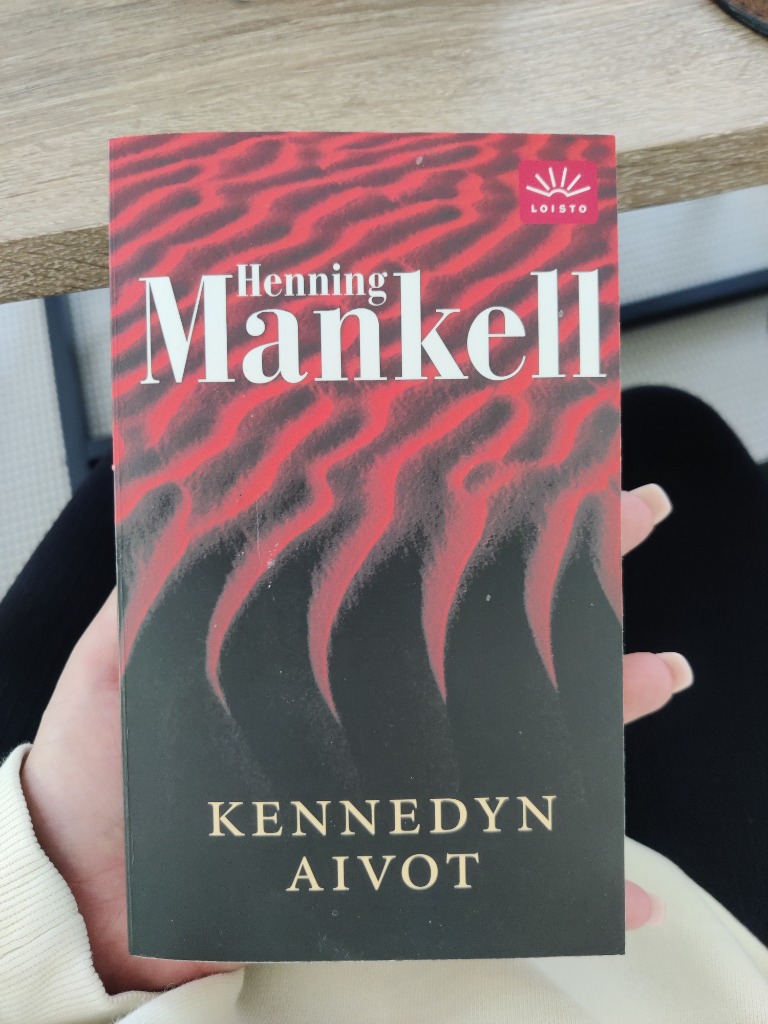 LOISTO
Henning
Mankell
KENNEDYN
AIVOT